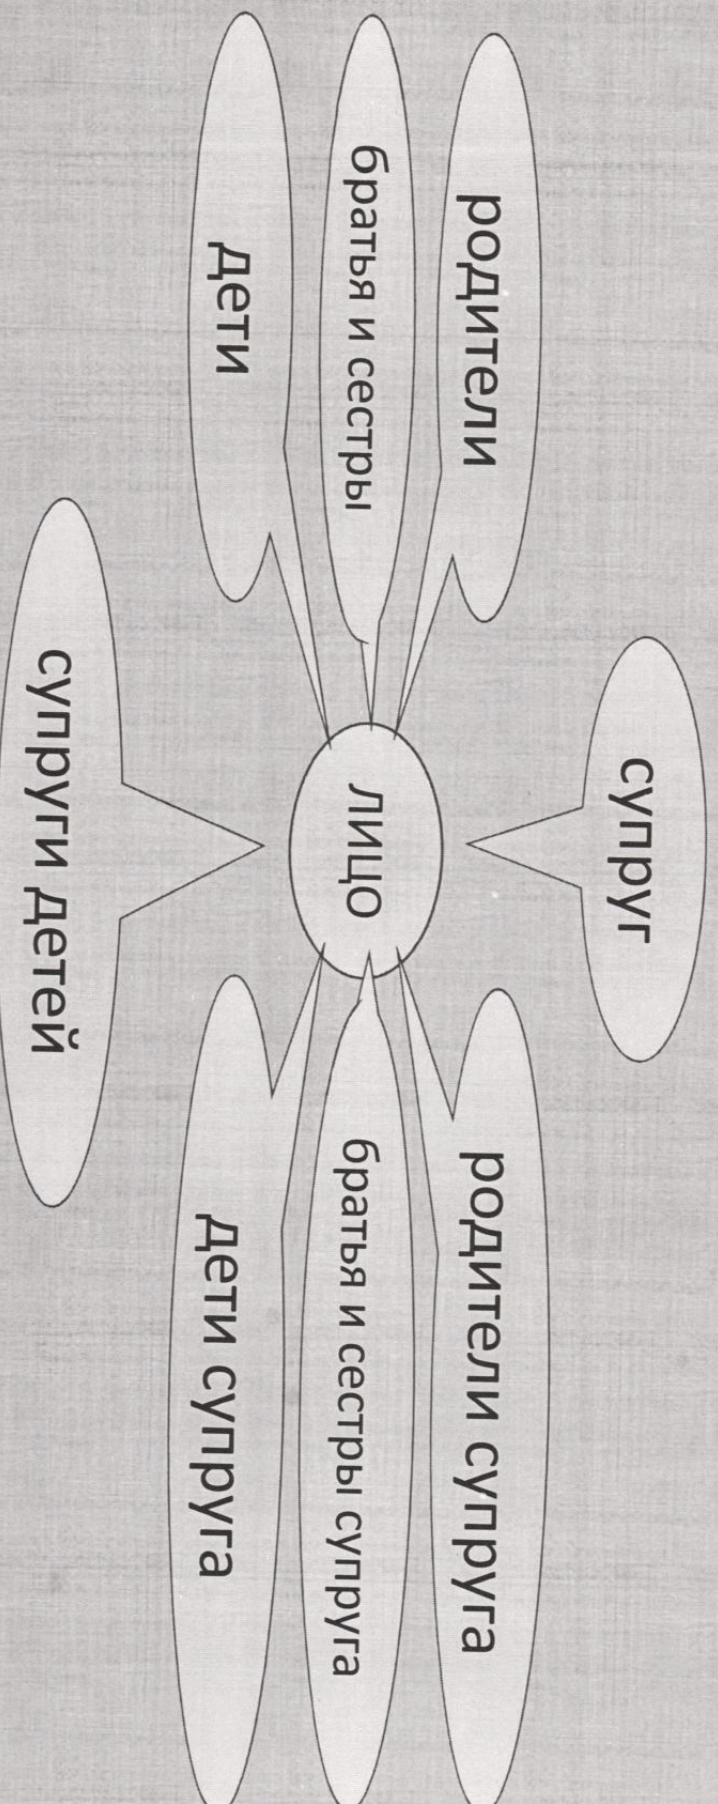 супруг
родители
родители супруга
братья и сестры
лицо
братья и сестры супруга
дети
дети супруга
супруги детей